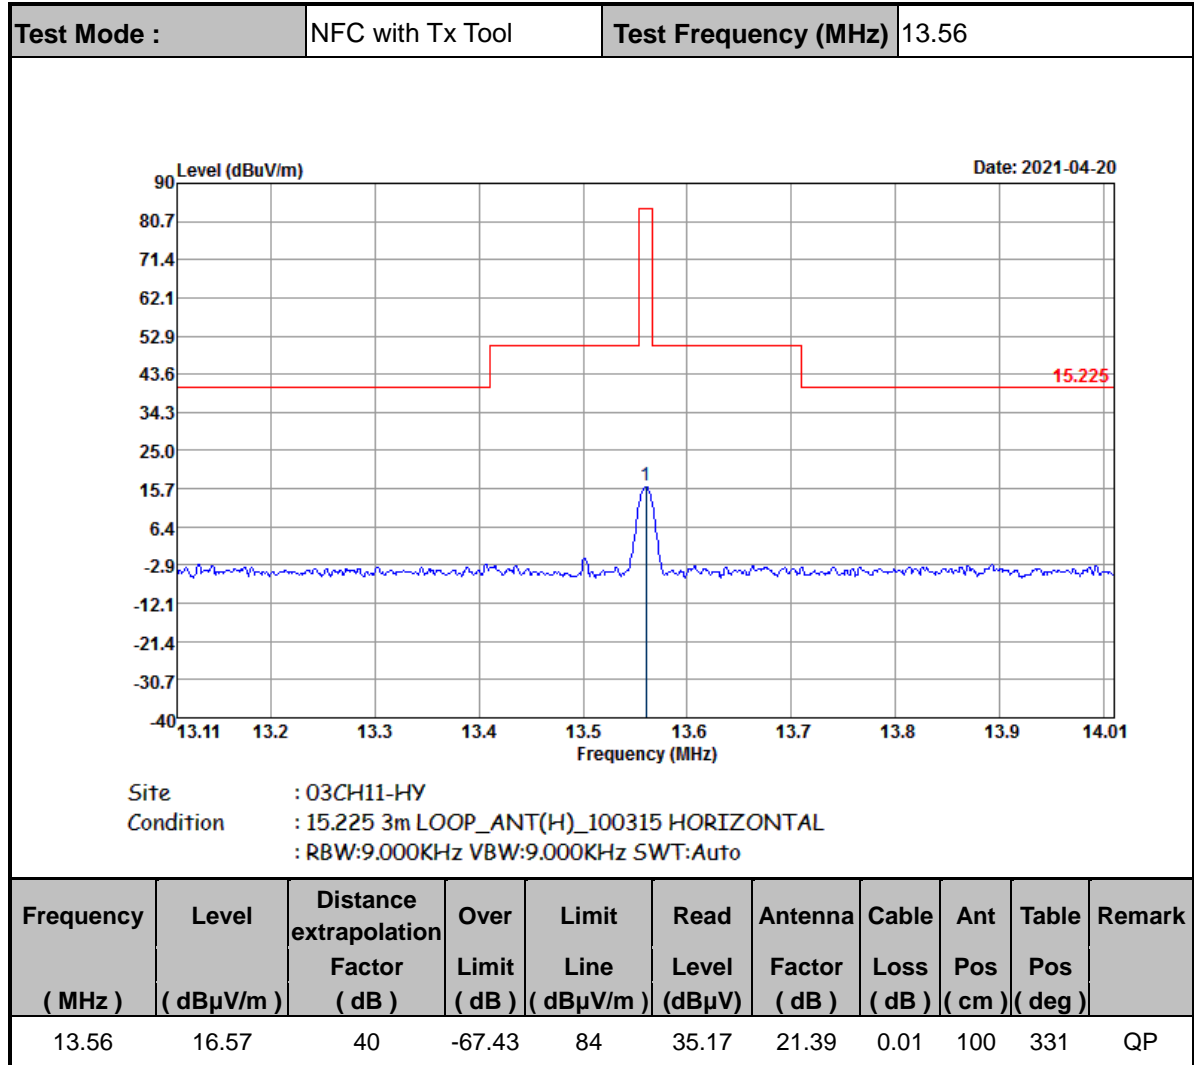 Test Mode : NFC with Tx Tool Test Frequency (MHz) 13.56
Level (dBuV/m) Date: 2021-04-20
90
80.7
71.4
62.1
52.9
43.6
15.225
34.3
25.0
1
15.7
6.4
-2.9
-12.1
-21.4
-30.7
-40
13.11 13.2 13.3 13.4 13.5 13.6 13.7 13.8 13.9 14.01
Frequency (MHz)
Site : 03CH11-HY
Condition : 15.225 3m LOOP_ANT(H)_100315 HORIZONTAL
: RBW:9.000KHz VBW:9.000KHz SWT:Auto
Frequency Level Distance extrapolation Over Limit Read Antenna Cable Ant Table Remark
Factor Limit Line Level Factor Loss Pos Pos
( MHz ) ( dBµV/m ) ( dB ) ( dB ) ( dBµV/m ) (dBµV) ( dB ) ( dB ) ( cm ) ( deg )
13.56 16.57 40 -67.43 84 35.17 21.39 0.01 100 331 QP